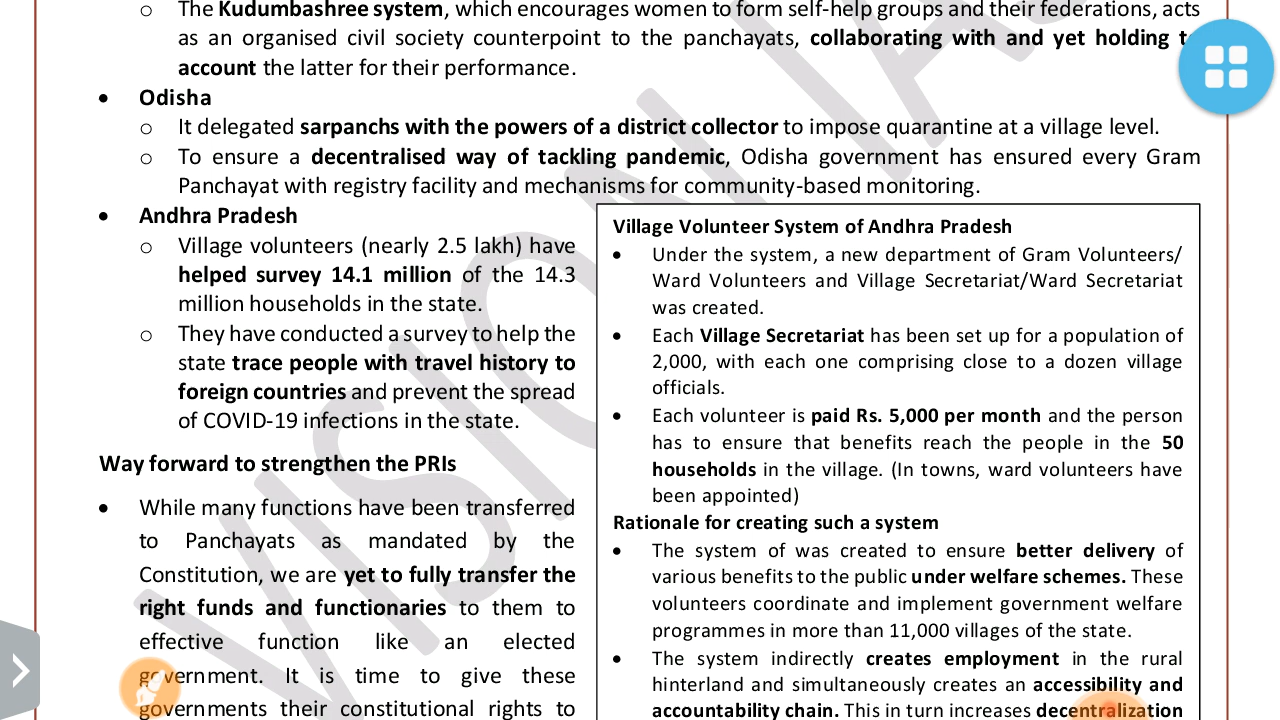 o The Kudumbashree system, which encourages women to form self-help groups and their federations, acts
as an organised civil society counterpoint to the panchayats, collaborating with and yet holding
account the latter for their performance.
• Odisha
o It delegated sarpanchs with the powers of a district collector to impose quarantine at a village level.
o To ensure a decentralised way of tackling pandemic, Odisha government has ensured every Gram
Panchayat with registry facility and mechanisms for community-based monitoring.
• Andhra Pradesh
o Village volunteers (nearly 2.5 lakh) have
helped survey 14.1 million of the 14.3
million households in the state.
o They have conducted a survey to help the
state trace people with travel history to
foreign countries and prevent the spread
of COVID-19 infections in the state.
Way forward to strengthen the PRIs
• While many functions have been transferred
to Panchayats as mandated by the
Constitution, we are yet to fully transfer the
right funds and functionaries to them to
effective function like an elected
government. It is time to give these
governments their constitutional rights to
Village Volunteer System of Andhra Pradesh
• Under the system, a new department of Gram Volunteers/
Ward Volunteers and Village Secretariat/Ward Secretariat
was created.
• Each Village Secretariat has been set up for a population of
2,000, with each one comprising close to a dozen village
officials.
• Each volunteer is paid Rs. 5,000 per month and the person
has to ensure that benefits reach the people in the 50
households in the village. (In towns, ward volunteers have
been appointed)
Rationale for creating such a system
• The system of was created to ensure better delivery of
various benefits to the public under welfare schemes. These
volunteers coordinate and implement government welfare
programmes in more than 11,000 villages of the state.
• The system indirectly creates employment in the rural
hinterland and simultaneously creates an accessibility and
accountability chain. This in turn increases decentralization
VISION IAS